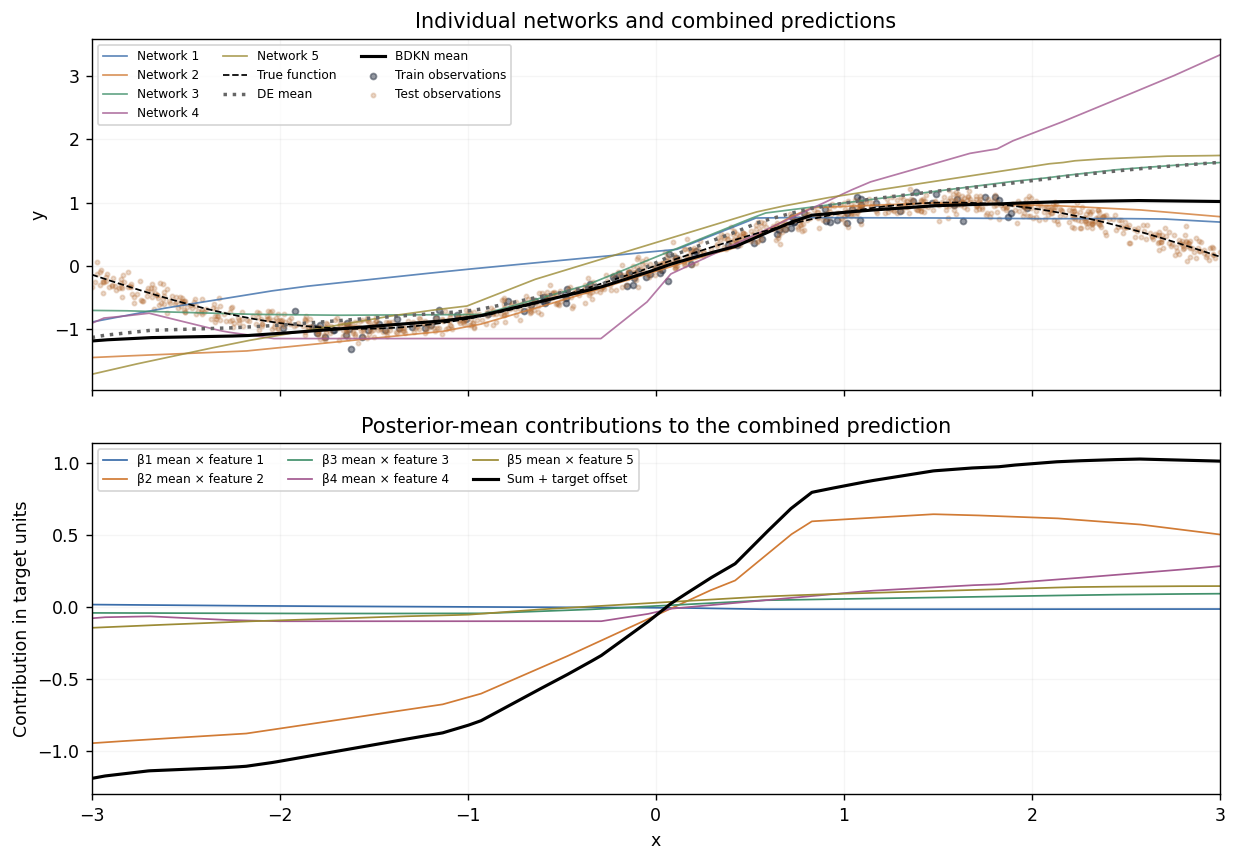 Individual networks and combined predictions
Network 1
Network 2
Network 3
Network 4
Network 5
True function
DE mean
BDKN mean
Train observations
Test observations
3
2
1
0
−1
y
Posterior-mean contributions to the combined prediction
β1 mean × feature 1
β2 mean × feature 2
β3 mean × feature 3
β4 mean × feature 4
β5 mean × feature 5
Sum + target offset
1.0
0.5
0.0
−0.5
−1.0
Contribution in target units
−3
−2
−1
0
1
2
3
x